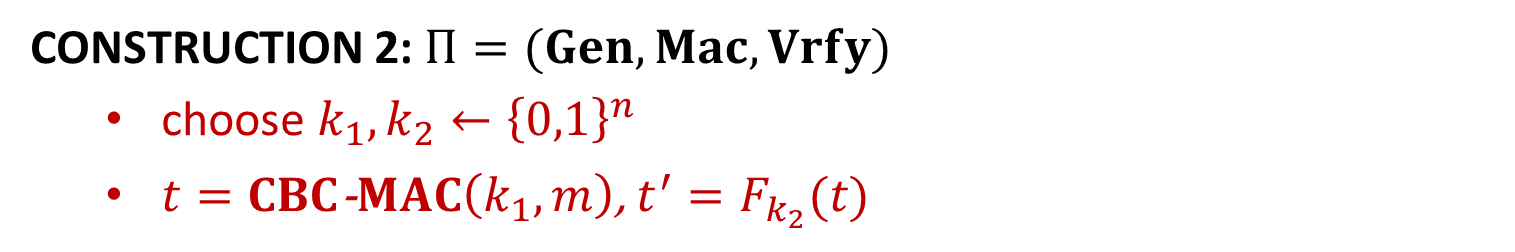 CONSTRUCTION 2: Π = (Gen, Mac, Vrfy)
• choose k₁, k₂ ← {0,1}ⁿ
• t = CBC-MAC(k₁, m), t′ = F_{k₂}(t)